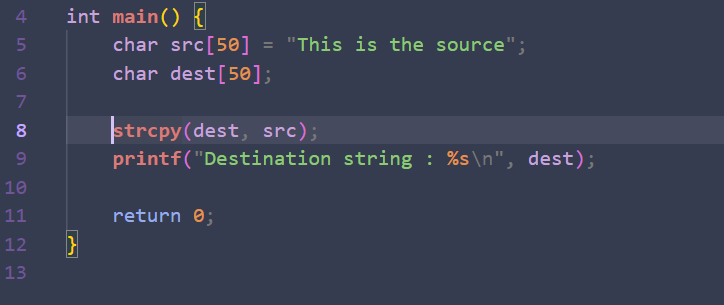 4 int main() {
5 char src[50] = "This is the source";
6 char dest[50];
7
8 strcpy(dest, src);
9 printf("Destination string : %s\n", dest);
10
11 return 0;
12 }
13